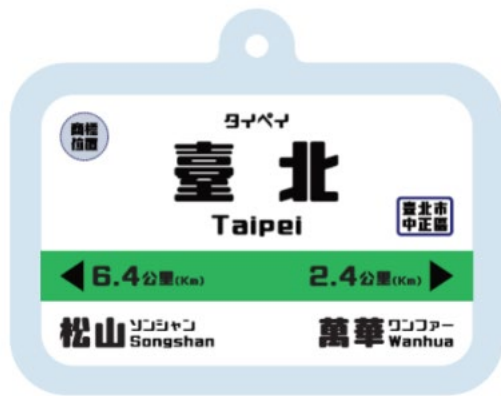 タイペイ
商標
位置
臺北
Taipei
臺北市
中正區
6.4公里(Km)
2.4公里(Km)
松山
ソンシャン
Songshan
萬華
ワンファー
Wanhua